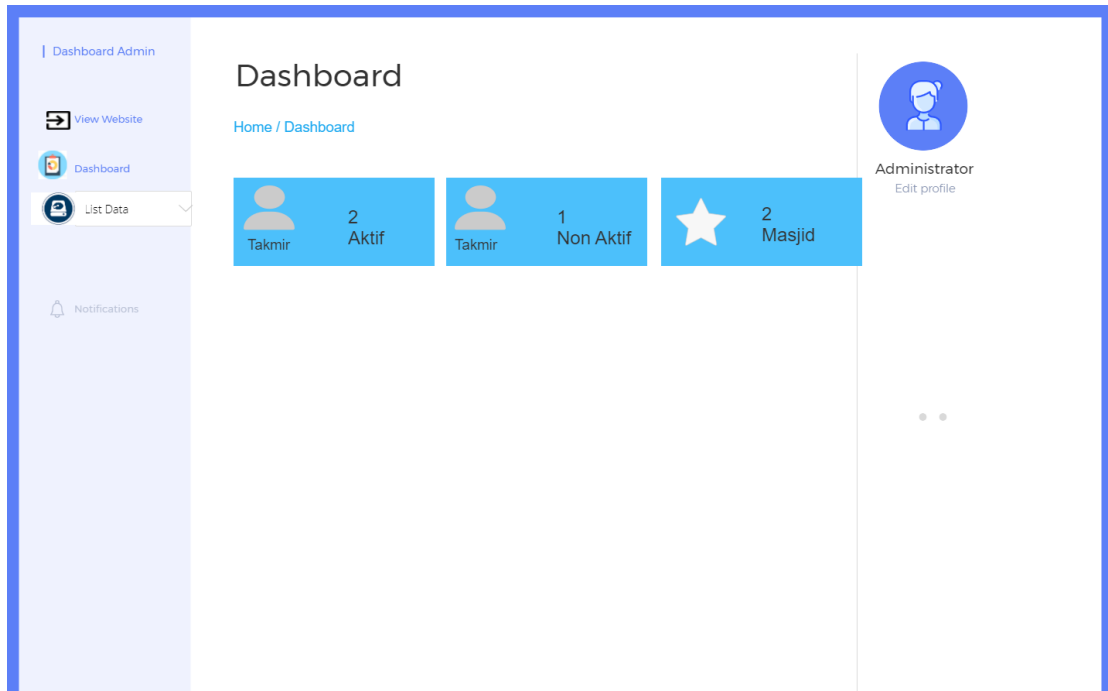 Dashboard Admin
View Website
Dashboard
List Data
Notifications
Dashboard
Home / Dashboard
Takmir
2
Aktif
Takmir
1
Non Aktif
2
Masjid
Administrator
Edit profile